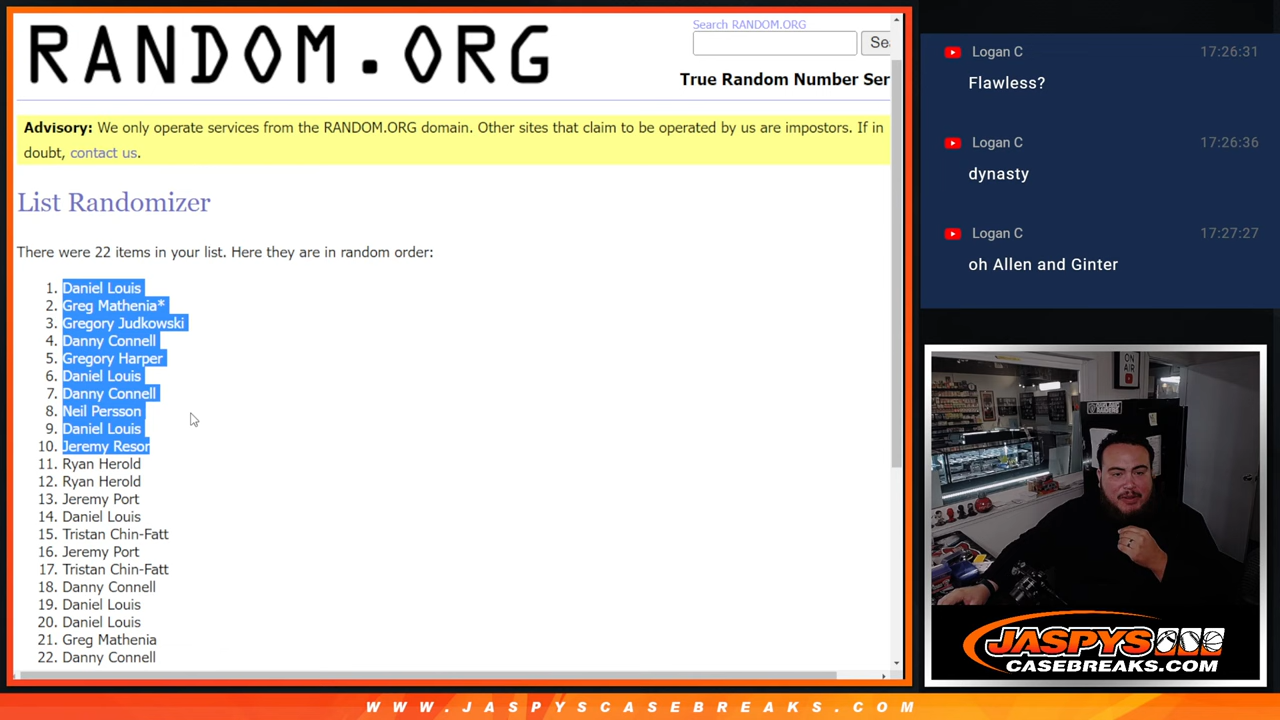 RANDOM.ORG
Search RANDOM.ORG
Sea
True Random Number Ser
Advisory: We only operate services from the RANDOM.ORG domain. Other sites that claim to be operated by us are impostors. If in
doubt, contact us.
List Randomizer
There were 22 items in your list. Here they are in random order:
1. Daniel Louis
2. Greg Mathenia*
3. Gregory Judkowski
4. Danny Connell
5. Gregory Harper
6. Daniel Louis
7. Danny Connell
8. Neil Persson
9. Daniel Louis
10. Jeremy Resor
11. Ryan Herold
12. Ryan Herold
13. Jeremy Port
14. Daniel Louis
15. Tristan Chin-Fatt
16. Jeremy Port
17. Tristan Chin-Fatt
18. Danny Connell
19. Daniel Louis
20. Daniel Louis
21. Greg Mathenia
22. Danny Connell
Logan C 17:26:31
Flawless?
Logan C 17:26:36
dynasty
Logan C 17:27:27
oh Allen and Ginter
ON
AIR
JASPYS
CASEBREAKS.COM
WWW.JASPYSCASEBREAKS.COM